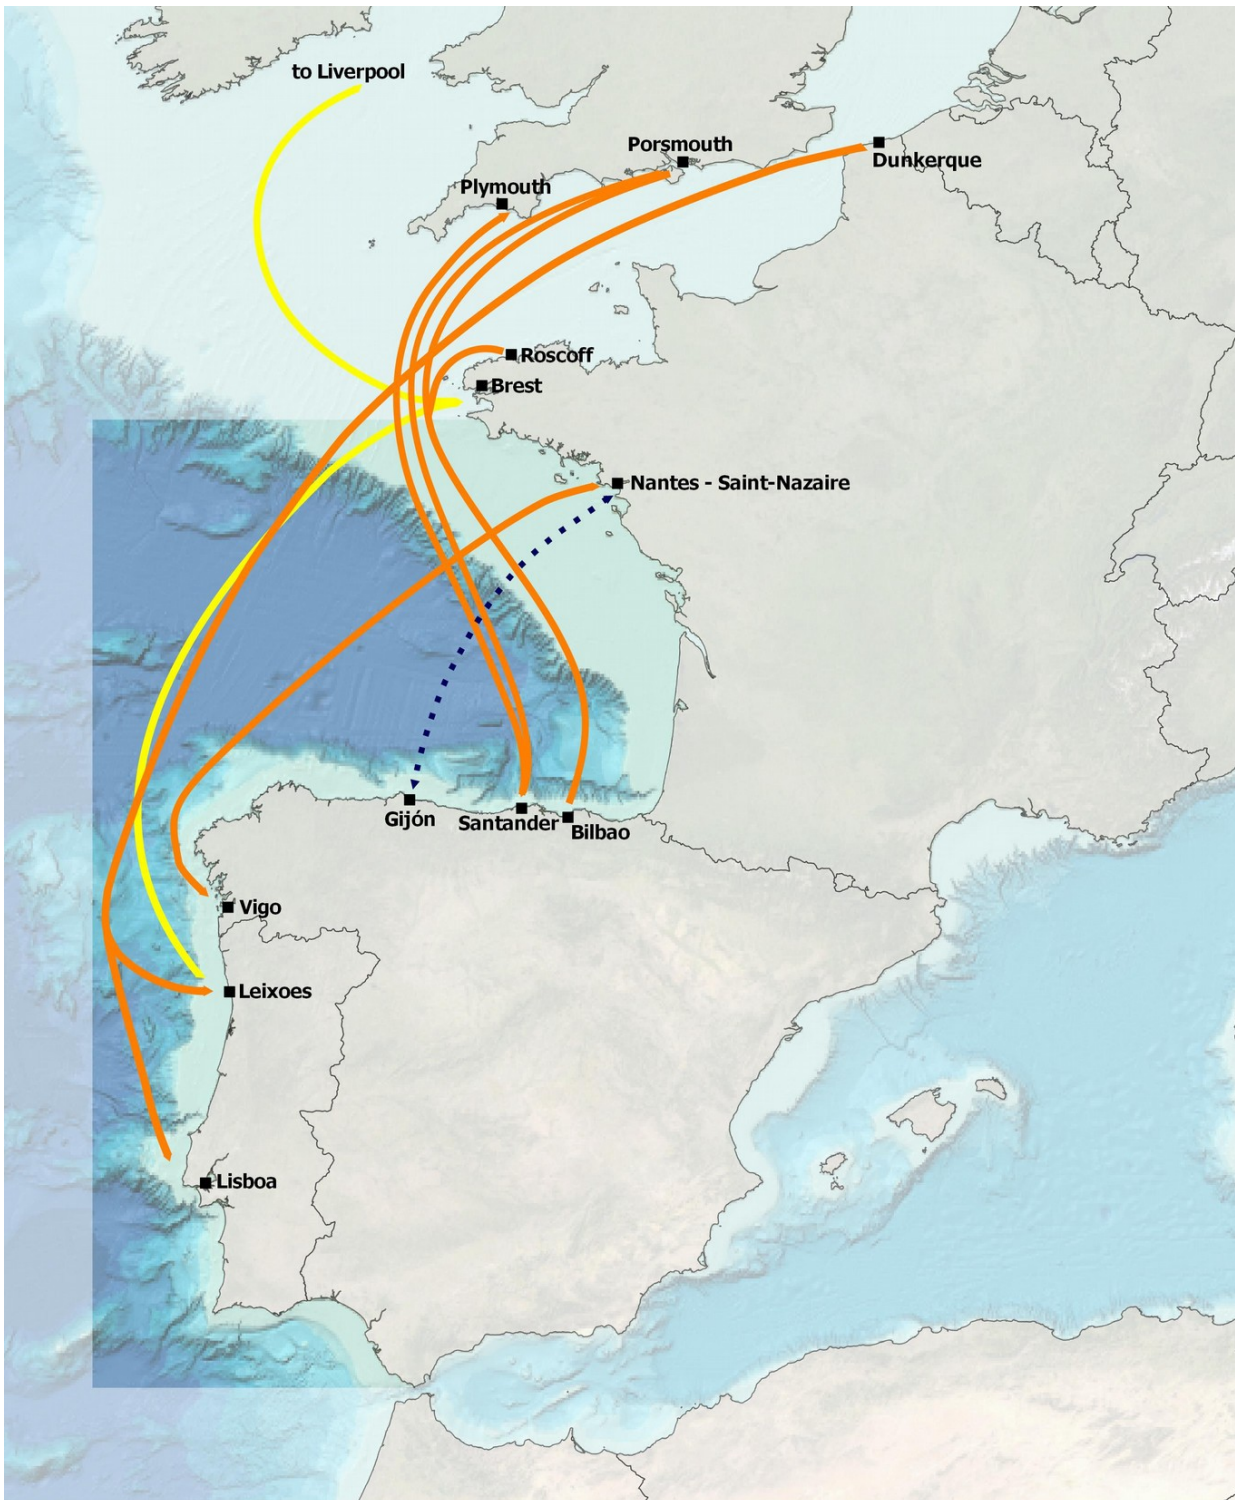 to Liverpool
Porsmouth
Dunkerque
Plymouth
Roscoff
Brest
Nantes - Saint-Nazaire
Gijón
Santander
Bilbao
Vigo
Leixoes
Lisboa